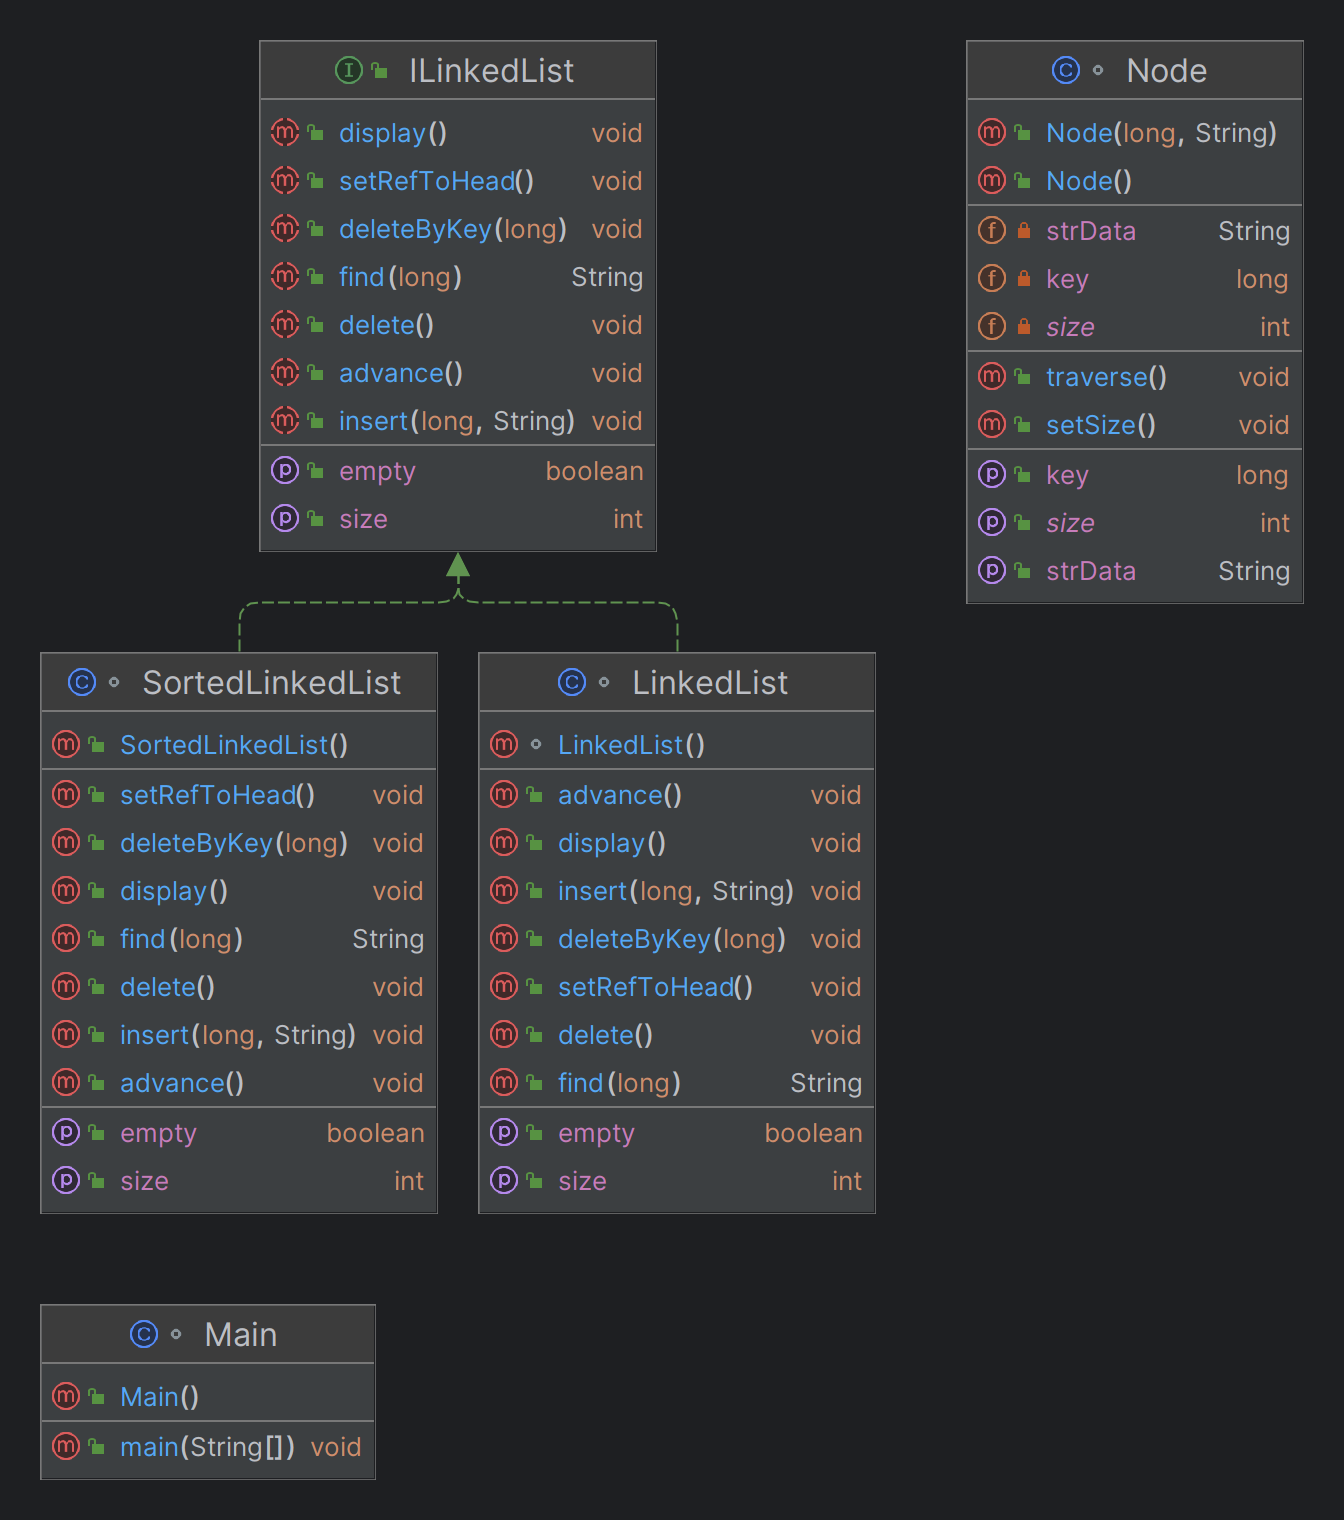 ILinkedList
display() void
setRefToHead() void
deleteByKey(long) void
find(long) String
delete() void
advance() void
insert(long, String) void
empty boolean
size int
Node
Node(long, String)
Node()
strData String
key long
size int
traverse() void
setSize() void
key long
size int
strData String
SortedLinkedList
SortedLinkedList()
setRefToHead() void
deleteByKey(long) void
display() void
find(long) String
delete() void
insert(long, String) void
advance() void
empty boolean
size int
LinkedList
LinkedList()
advance() void
display() void
insert(long, String) void
deleteByKey(long) void
setRefToHead() void
delete() void
find(long) String
empty boolean
size int
Main
Main()
main(String[]) void